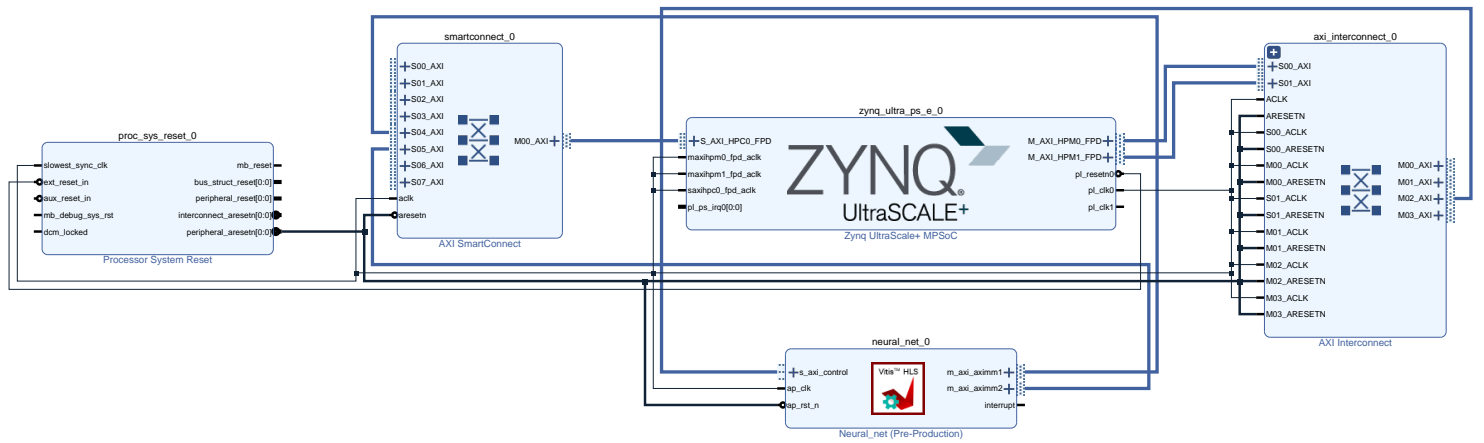 proc_sys_reset_0
slowest_sync_clk
ext_reset_in
aux_reset_in
mb_debug_sys_rst
dcm_locked
mb_reset
bus_struct_reset[0:0]
peripheral_reset[0:0]
interconnect_aresetn[0:0]
peripheral_aresetn[0:0]
Processor System Reset
smartconnect_0
S00_AXI
S01_AXI
S02_AXI
S03_AXI
S04_AXI
S05_AXI
S06_AXI
S07_AXI
aclk
aresetn
M00_AXI
AXI SmartConnect
zynq_ultra_ps_e_0
S_AXI_HPC0_FPD
maxihpm0_fpd_aclk
maxihpm1_fpd_aclk
saxihpc0_fpd_aclk
pl_ps_irq0[0:0]
ZYNQ®
UltraSCALE+
M_AXI_HPM0_FPD
M_AXI_HPM1_FPD
pl_resetn0
pl_clk0
pl_clk1
Zynq UltraScale+ MPSoC
neural_net_0
s_axi_control
ap_clk
ap_rst_n
Vitis™ HLS
m_axi_aximm1
m_axi_aximm2
interrupt
Neural_net (Pre-Production)
axi_interconnect_0
S00_AXI
S01_AXI
ACLK
ARESETN
S00_ACLK
S00_ARESETN
M00_ACLK
M00_ARESETN
S01_ACLK
S01_ARESETN
M01_ACLK
M01_ARESETN
M02_ACLK
M02_ARESETN
M03_ACLK
M03_ARESETN
M00_AXI
M01_AXI
M02_AXI
M03_AXI
AXI Interconnect